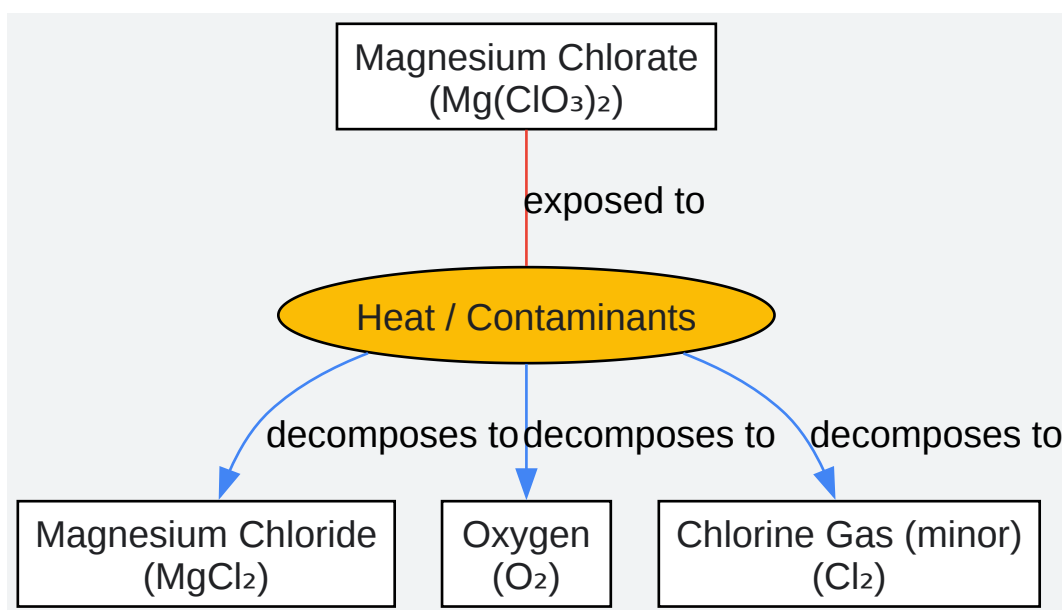 Magnesium Chlorate
(Mg(ClO₃)₂)
exposed to
Heat / Contaminants
decomposes to
decomposes to
decomposes to
Magnesium Chloride
(MgCl₂)
Oxygen
(O₂)
Chlorine Gas (minor)
(Cl₂)